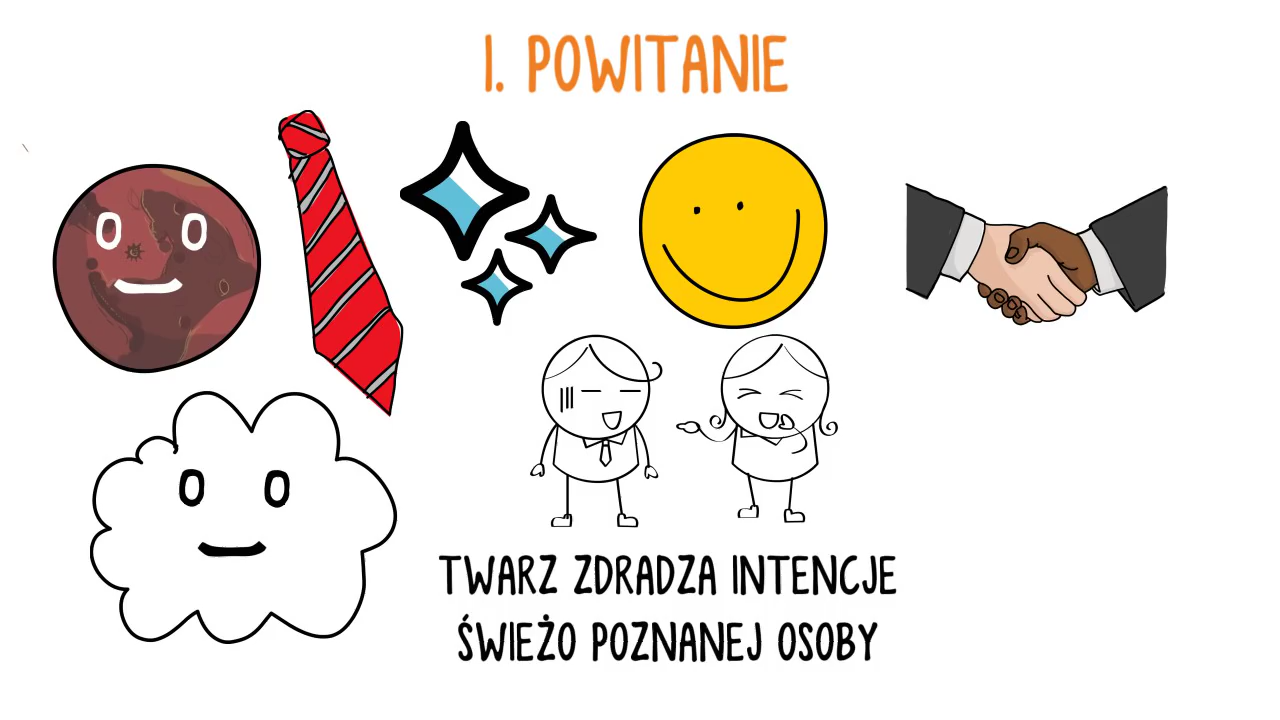 I. POWITANIE
TWARZ ZDRADZA INTENCJE
ŚWIEŻO POZNANEJ OSOBY